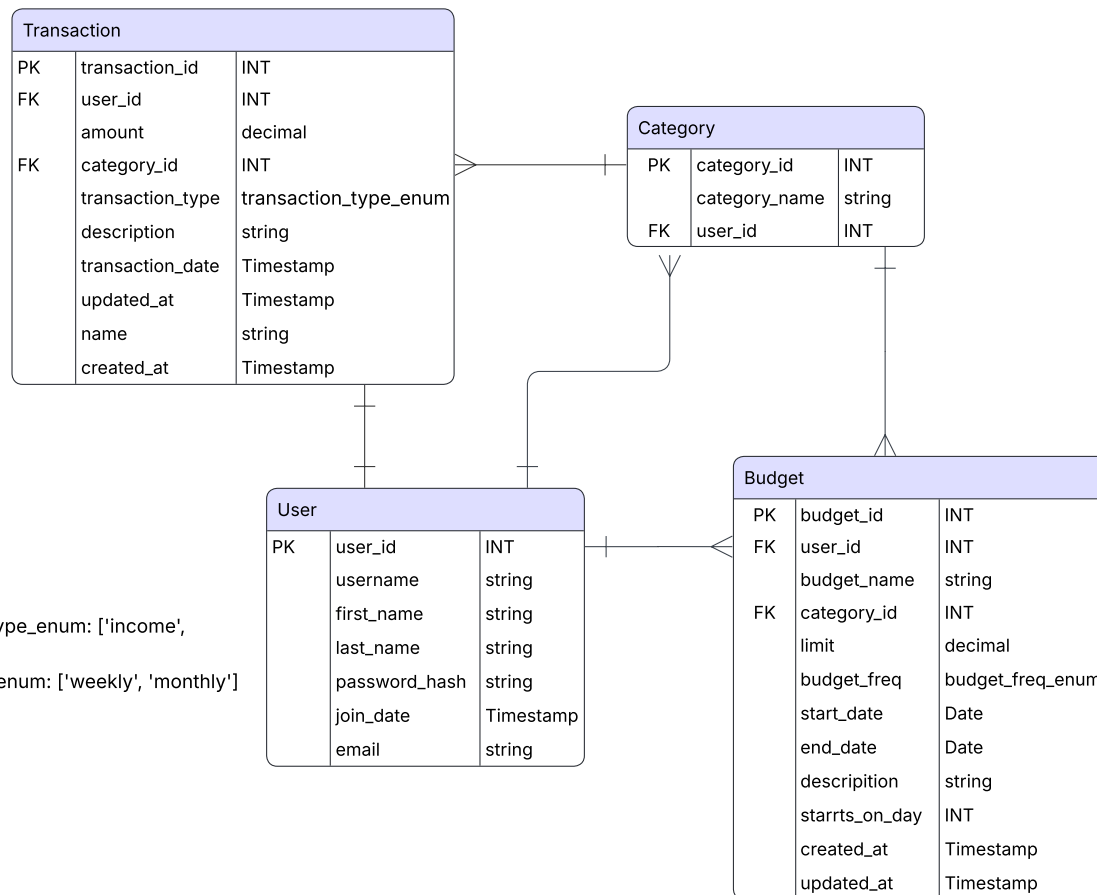 Transaction
PK transaction_id INT
FK user_id INT
amount decimal
FK category_id INT
transaction_type transaction_type_enum
description string
transaction_date Timestamp
updated_at Timestamp
name string
created_at Timestamp
Category
PK category_id INT
category_name string
FK user_id INT
User
PK user_id INT
username string
first_name string
last_name string
password_hash string
join_date Timestamp
email string
Budget
PK budget_id INT
FK user_id INT
budget_name string
FK category_id INT
limit decimal
budget_freq budget_freq_enum
start_date Date
end_date Date
descripition string
starrts_on_day INT
created_at Timestamp
updated_at Timestamp
ype_enum: ['income',
enum: ['weekly', 'monthly']